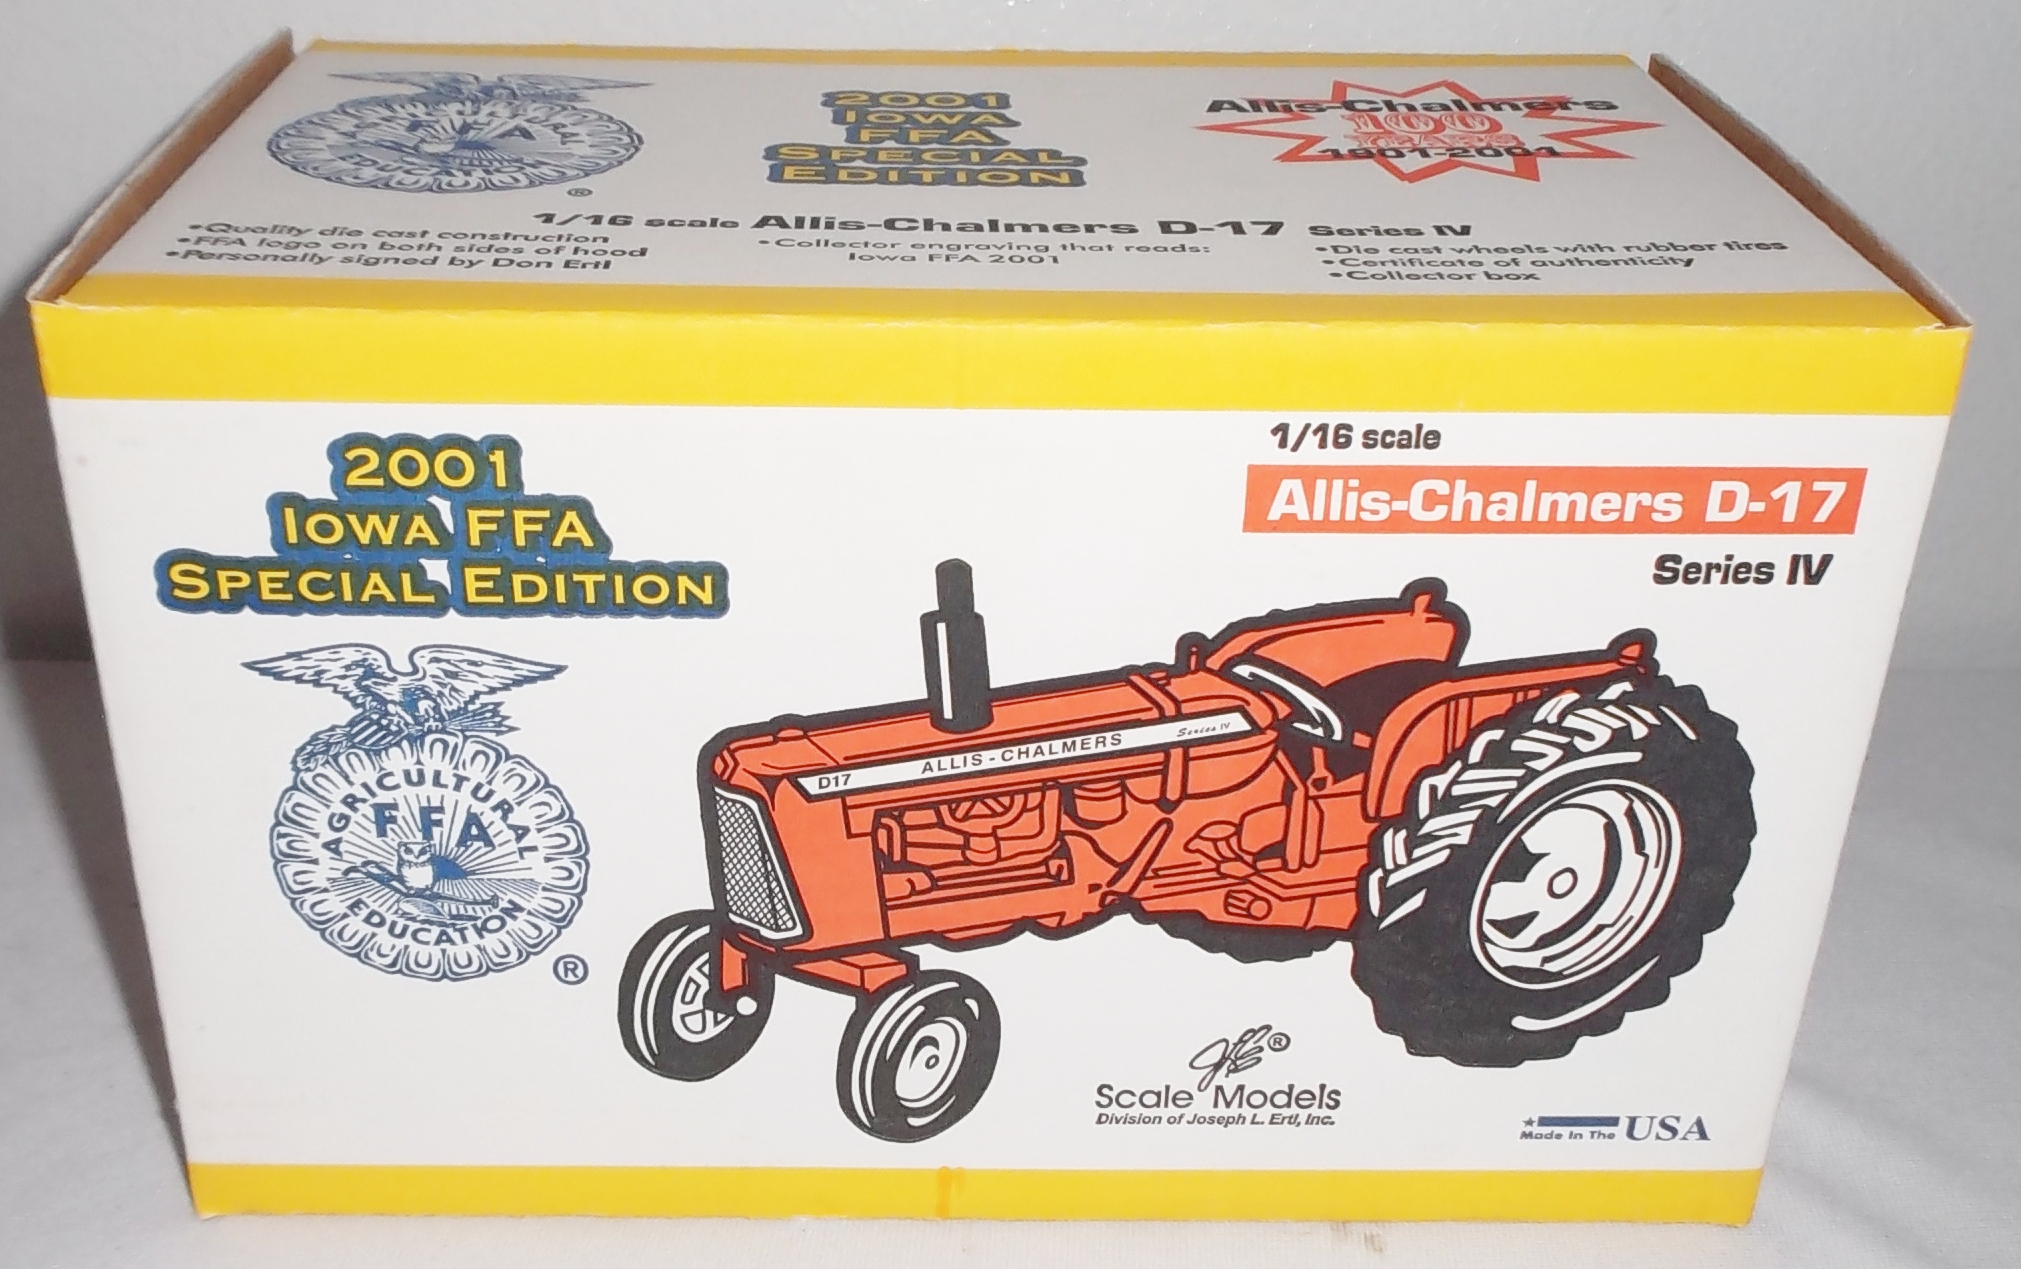 AGRICULTURAL
FFA
EDUCATION
®
2001
IOWA
FFA
SPECIAL
EDITION
Allis-Chalmers
100
YEARS
1901-2001
1/16 scale Allis-Chalmers D-17 Series IV
•Quality die cast construction
•FFA logo on both sides of hood
•Personally signed by Don Ertl
•Collector engraving that reads:
Iowa FFA 2001
•Die cast wheels with rubber tires
•Certificate of authenticity
•Collector box
2001
IOWA FFA
SPECIAL EDITION
1/16 scale
Allis-Chalmers D-17
Series IV
AGRICULTURAL
FFA
EDUCATION
®
D17 ALLIS-CHALMERS Series IV
®
Scale Models
Division of Joseph L. Ertl, Inc.
Made In The USA